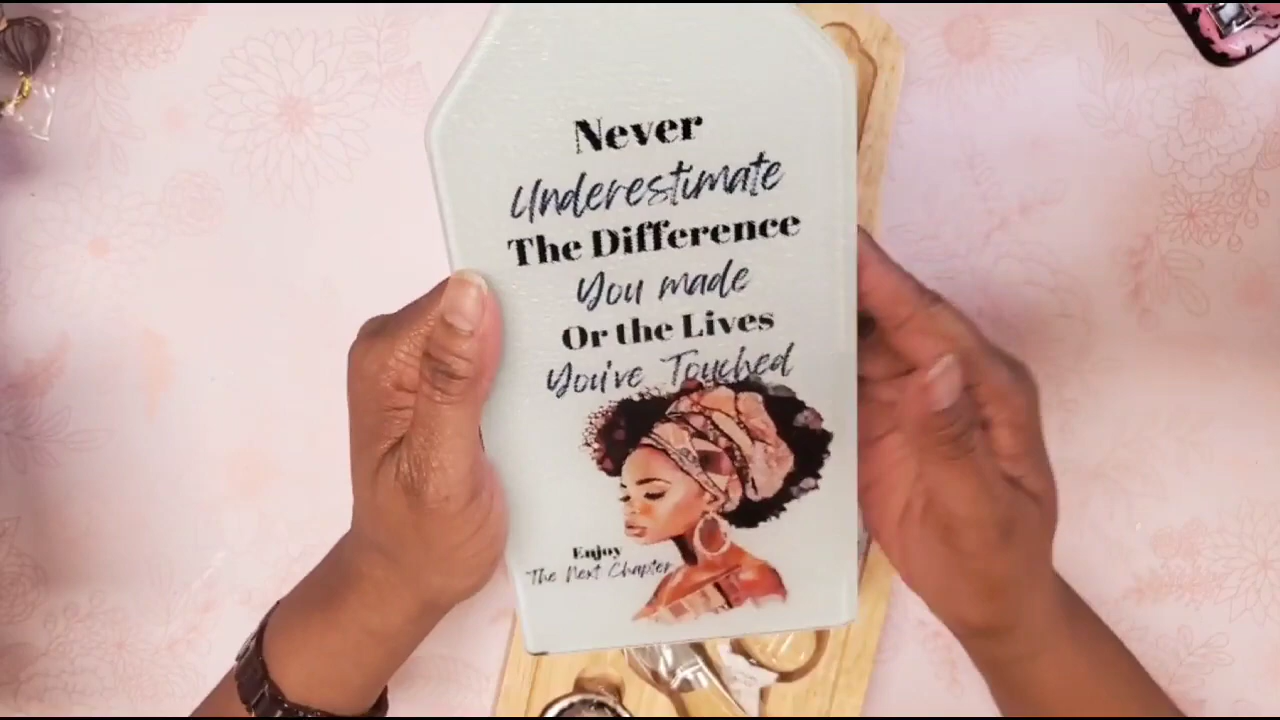 Never
Underestimate
The Difference
You made
Or the Lives
You've Touched
Enjoy
The Next Chapter